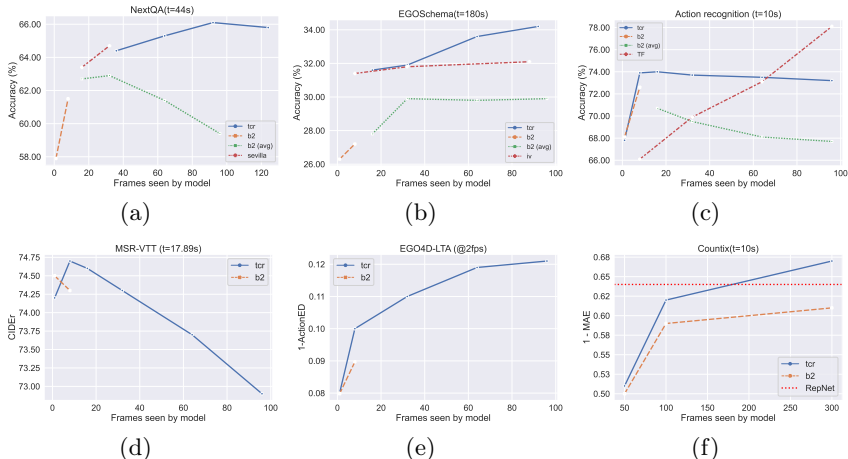 NextQA(t=44s)
66.00
64.00
62.00
60.00
58.00
Accuracy (%)
0 20 40 60 80 100 120
Frames seen by model
tcr
b2
b2 (avg)
sevilla
(a)
EGOSchema(t=180s)
34.00
32.00
30.00
28.00
26.00
Accuracy (%)
0 20 40 60 80 100
Frames seen by model
tcr
b2
b2 (avg)
iv
(b)
Action recognition (t=10s)
78.00
76.00
74.00
72.00
70.00
68.00
66.00
Accuracy (%)
0 20 40 60 80 100
Frames seen by model
tcr
b2
b2 (avg)
TF
(c)
MSR-VTT (t=17.89s)
74.75
74.50
74.25
74.00
73.75
73.50
73.25
73.00
CIDEr
0 20 40 60 80 100
Frames seen by model
tcr
b2
(d)
EGO4D-LTA (@2fps)
0.12
0.11
0.10
0.09
0.08
1-ActionED
0 20 40 60 80 100
Frames seen by model
tcr
b2
(e)
Countix(t=10s)
0.68
0.65
0.62
0.60
0.58
0.55
0.53
0.50
1 - MAE
50 100 150 200 250 300
Frames seen by model
tcr
b2
RepNet
(f)